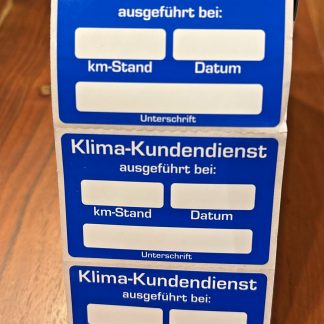 ausgeführt bei:
km-Stand Datum
Unterschrift
Klima-Kundendienst
ausgeführt bei:
km-Stand Datum
Unterschrift
Klima-Kundendienst
ausgeführt bei: